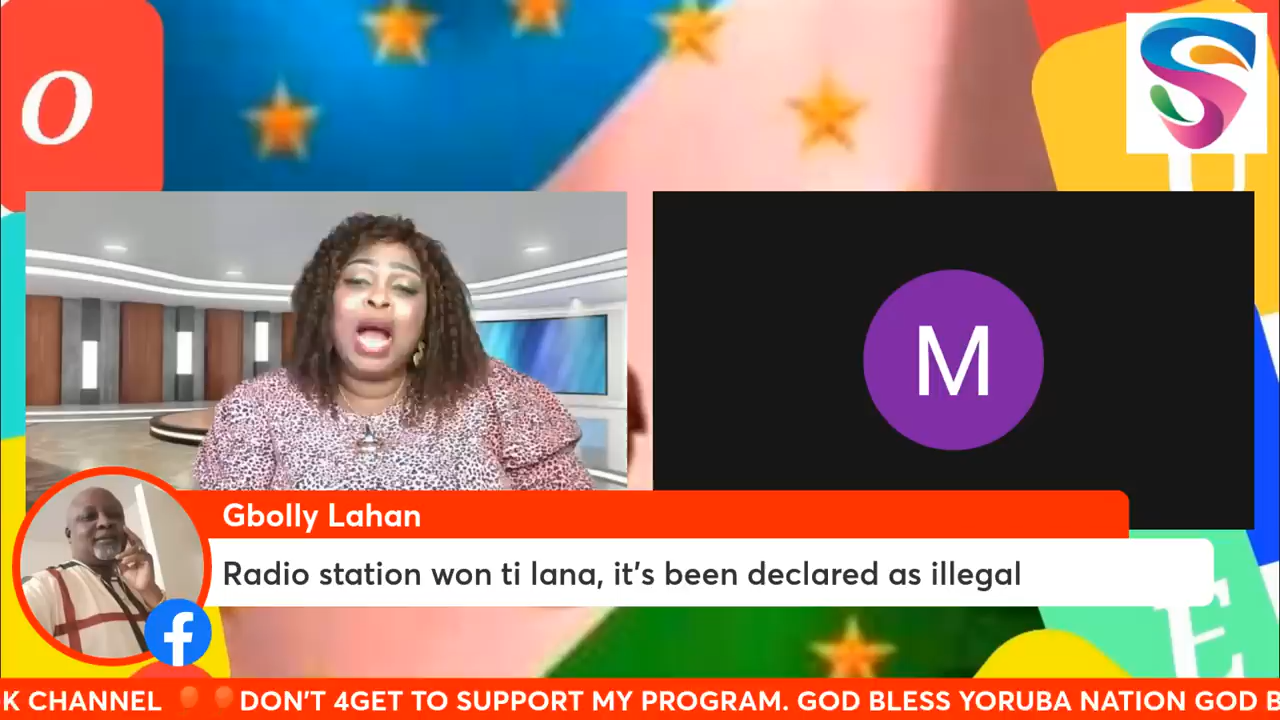 O
S
U
M
Gbolly Lahan
Radio station won ti lana, it's been declared as illegal
E
K CHANNEL DON'T 4GET TO SUPPORT MY PROGRAM. GOD BLESS YORUBA NATION GOD B